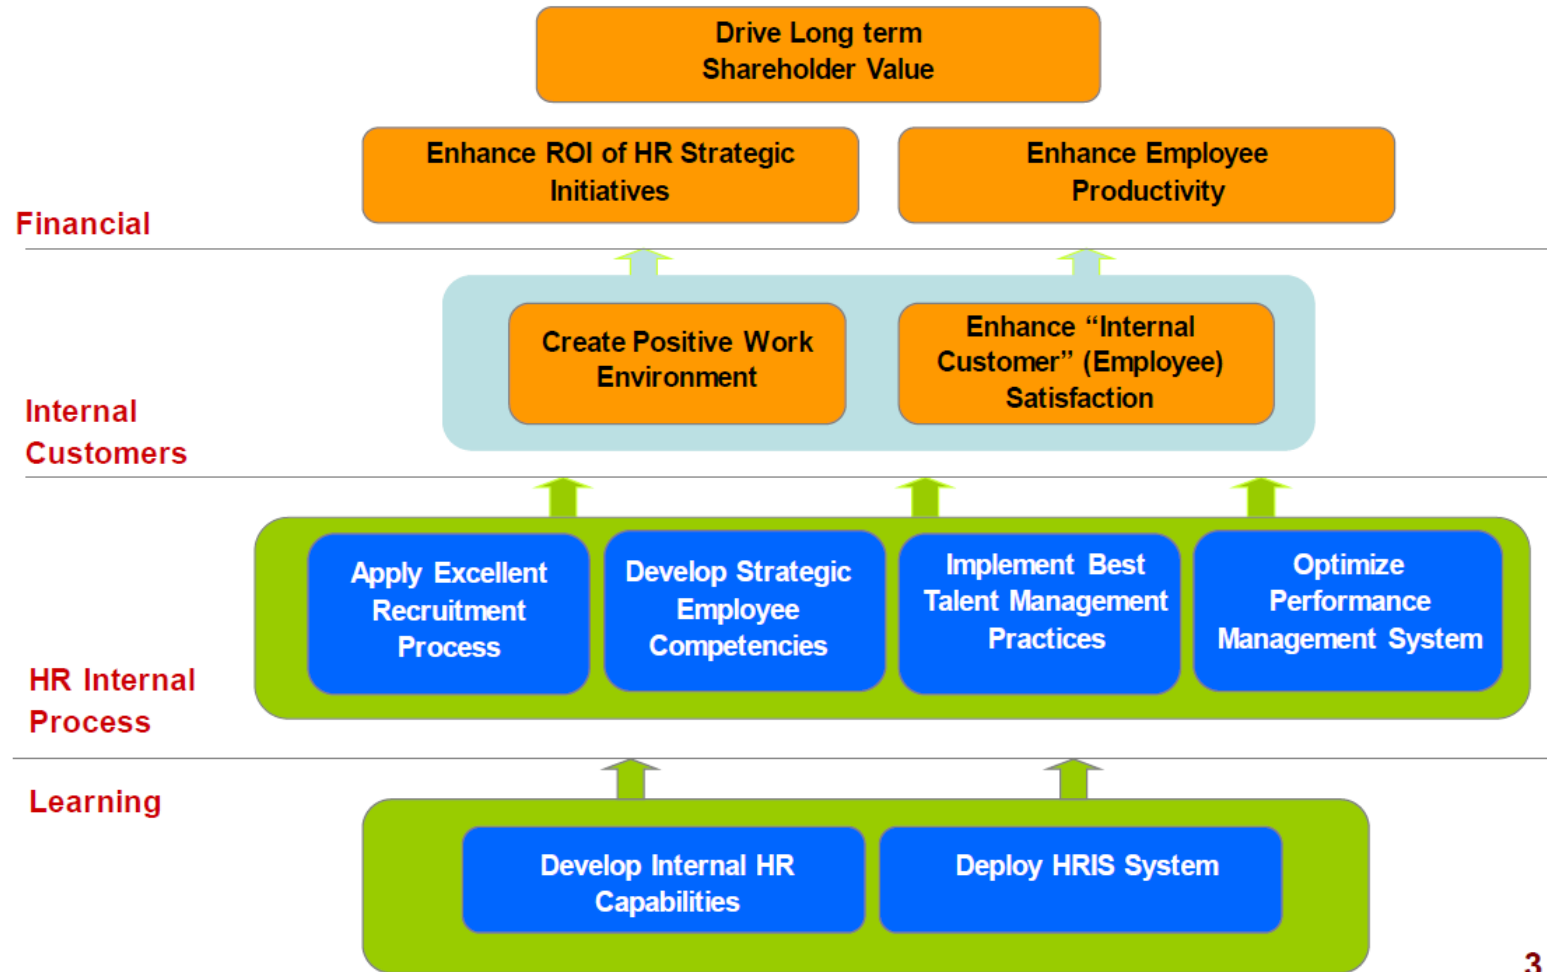 Drive Long term
Shareholder Value
Enhance ROI of HR Strategic
Initiatives
Enhance Employee
Productivity
Financial
Create Positive Work
Environment
Enhance “Internal
Customer” (Employee)
Satisfaction
Internal
Customers
Apply Excellent
Recruitment
Process
Develop Strategic
Employee
Competencies
Implement Best
Talent Management
Practices
Optimize
Performance
Management System
HR Internal
Process
Learning
Develop Internal HR
Capabilities
Deploy HRIS System
3